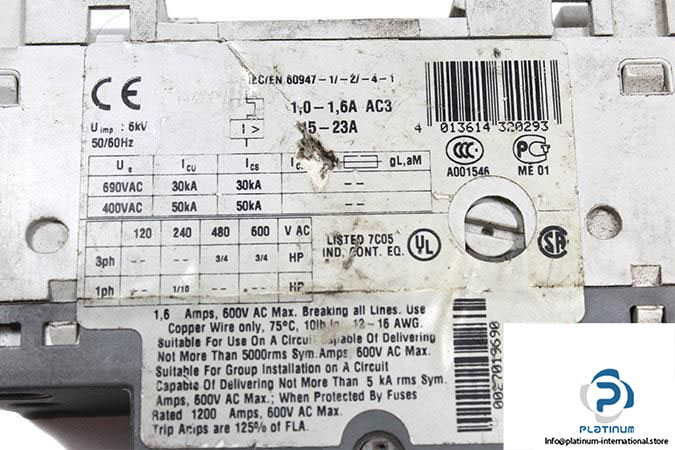 IEC/EN 60947-1/-2/-4-1
CE
U imp : 6kV
50/60Hz
1,0-1,6A AC3
I > 15-23A
4 013614 320293
CCC
A001546
ME 01
U e I cu I cs gL,aM
690VAC 30kA 30kA --
400VAC 50kA 50kA --
120 240 480 600 V AC
3ph -- -- 3/4 3/4 HP
1ph -- 1/10 -- -- HP
LISTED 7C05
IND. CONT. EQ.
UL
SA
1,6 Amps, 600V AC Max. Breaking all Lines. Use
Copper Wire only, 75°C, 10lb in 12-16 AWG.
Suitable For Use On A Circuit Capable Of Delivering
Not More Than 5000rms Sym. Amps, 600V AC Max.
Suitable For Group Installation on A Circuit
Capable Of Delivering Not More Than 5 kA rms Sym.
Amps, 600V AC Max.; When Protected By Fuses
Rated 1200 Amps, 600V AC Max.
Trip Amps are 125% of FLA.
0027019690
PLATINUM
Info@platinum-international.store